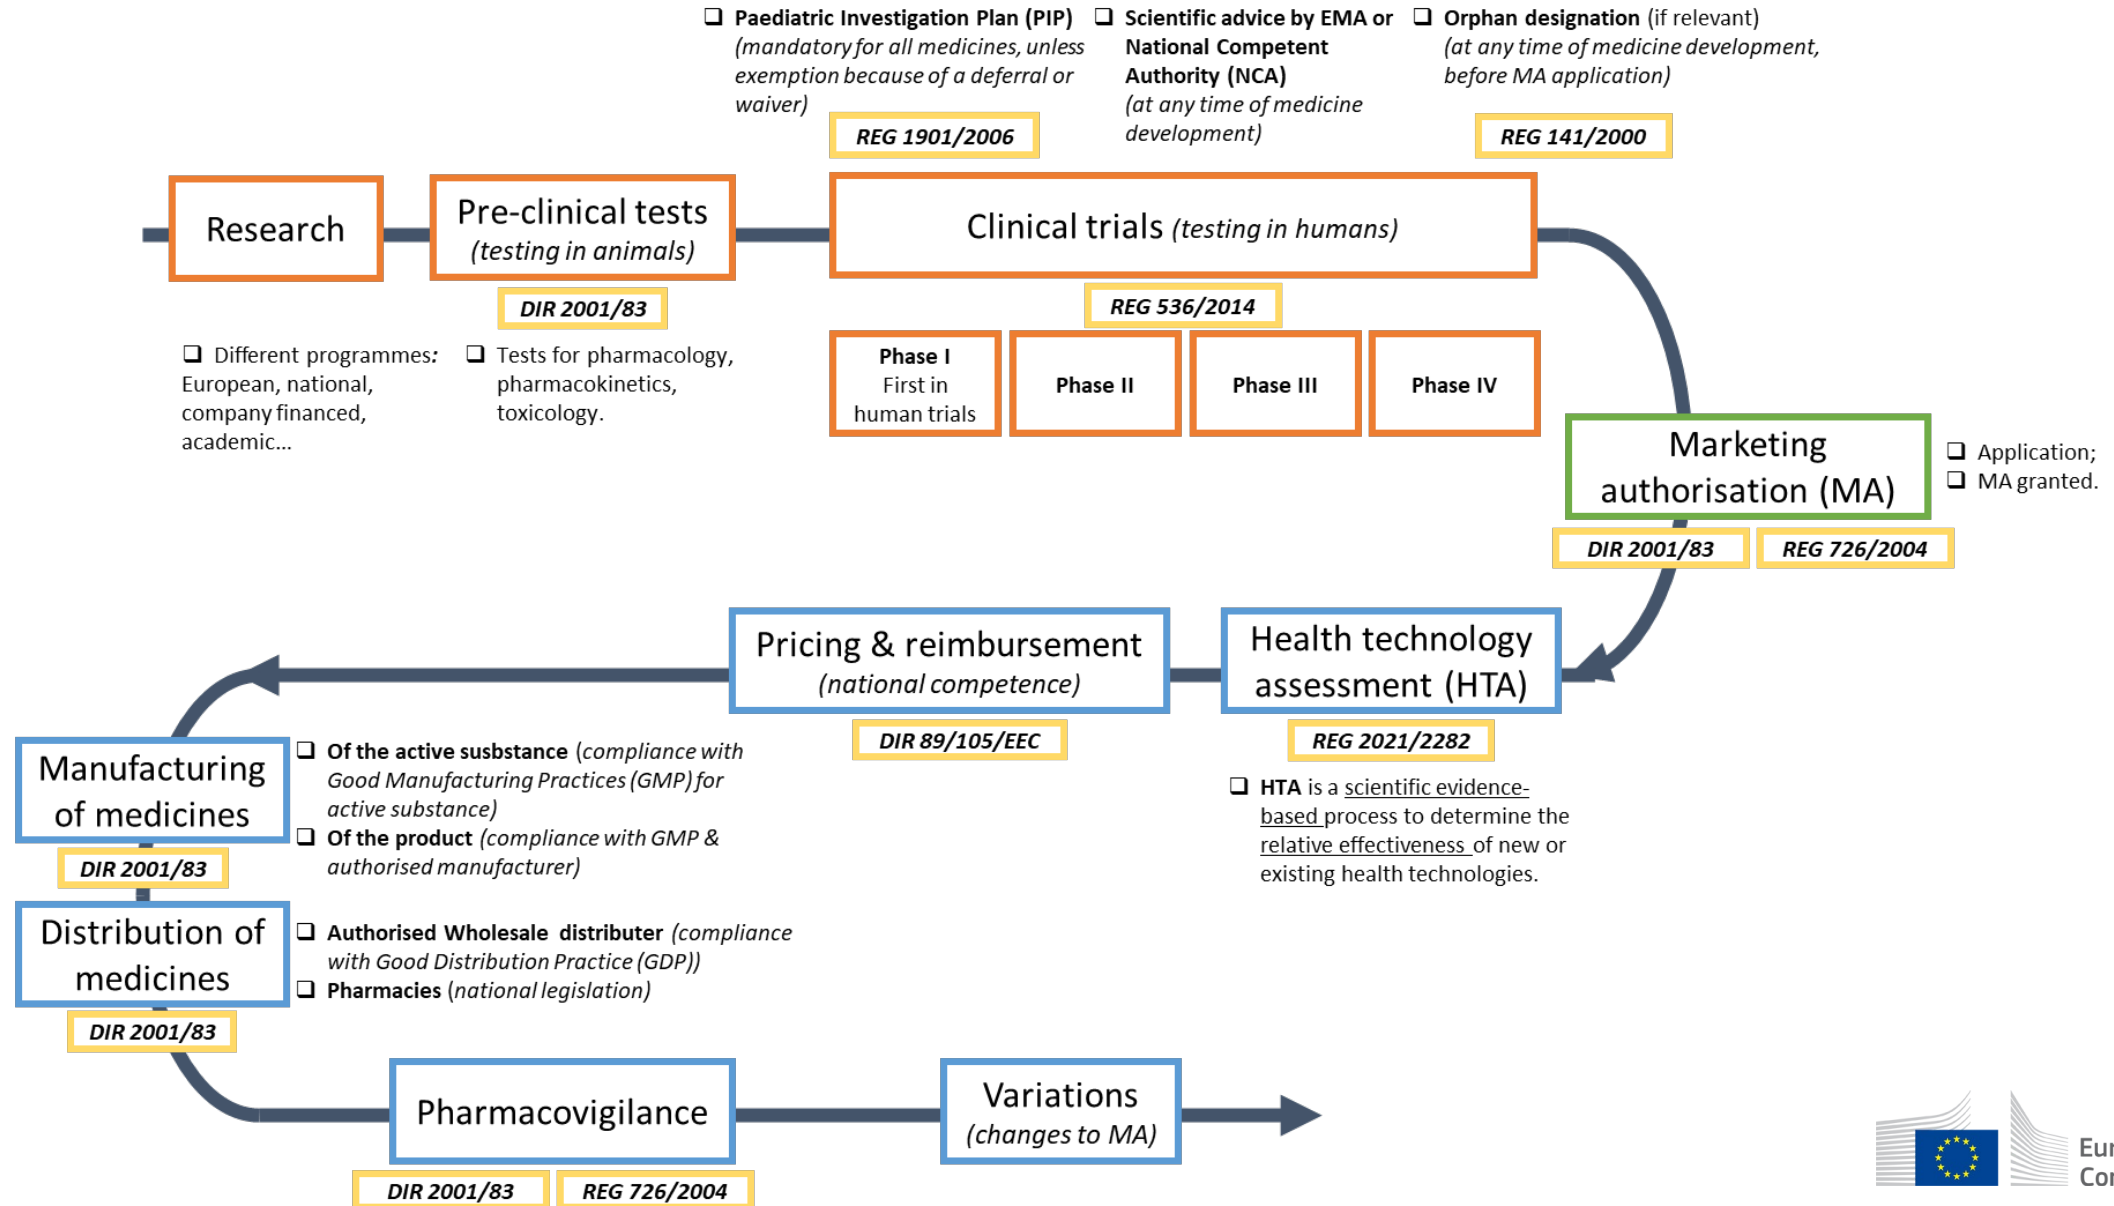 ❑ Paediatric Investigation Plan (PIP)
(mandatory for all medicines, unless
exemption because of a deferral or
waiver)
REG 1901/2006
❑ Scientific advice by EMA or
National Competent
Authority (NCA)
(at any time of medicine
development)
❑ Orphan designation (if relevant)
(at any time of medicine development,
before MA application)
REG 141/2000
Research
❑ Different programmes:
European, national,
company financed,
academic...
Pre-clinical tests
(testing in animals)
DIR 2001/83
❑ Tests for pharmacology,
pharmacokinetics,
toxicology.
Clinical trials (testing in humans)
REG 536/2014
Phase I
First in
human trials
Phase II
Phase III
Phase IV
Marketing
authorisation (MA)
❑ Application;
❑ MA granted.
DIR 2001/83
REG 726/2004
Health technology
assessment (HTA)
REG 2021/2282
❑ HTA is a scientific evidence-
based process to determine the
relative effectiveness of new or
existing health technologies.
Pricing & reimbursement
(national competence)
DIR 89/105/EEC
Manufacturing
of medicines
DIR 2001/83
❑ Of the active susbstance (compliance with
Good Manufacturing Practices (GMP) for
active substance)
❑ Of the product (compliance with GMP &
authorised manufacturer)
Distribution of
medicines
DIR 2001/83
❑ Authorised Wholesale distributer (compliance
with Good Distribution Practice (GDP))
❑ Pharmacies (national legislation)
Pharmacovigilance
DIR 2001/83
REG 726/2004
Variations
(changes to MA)
Eur
Cor